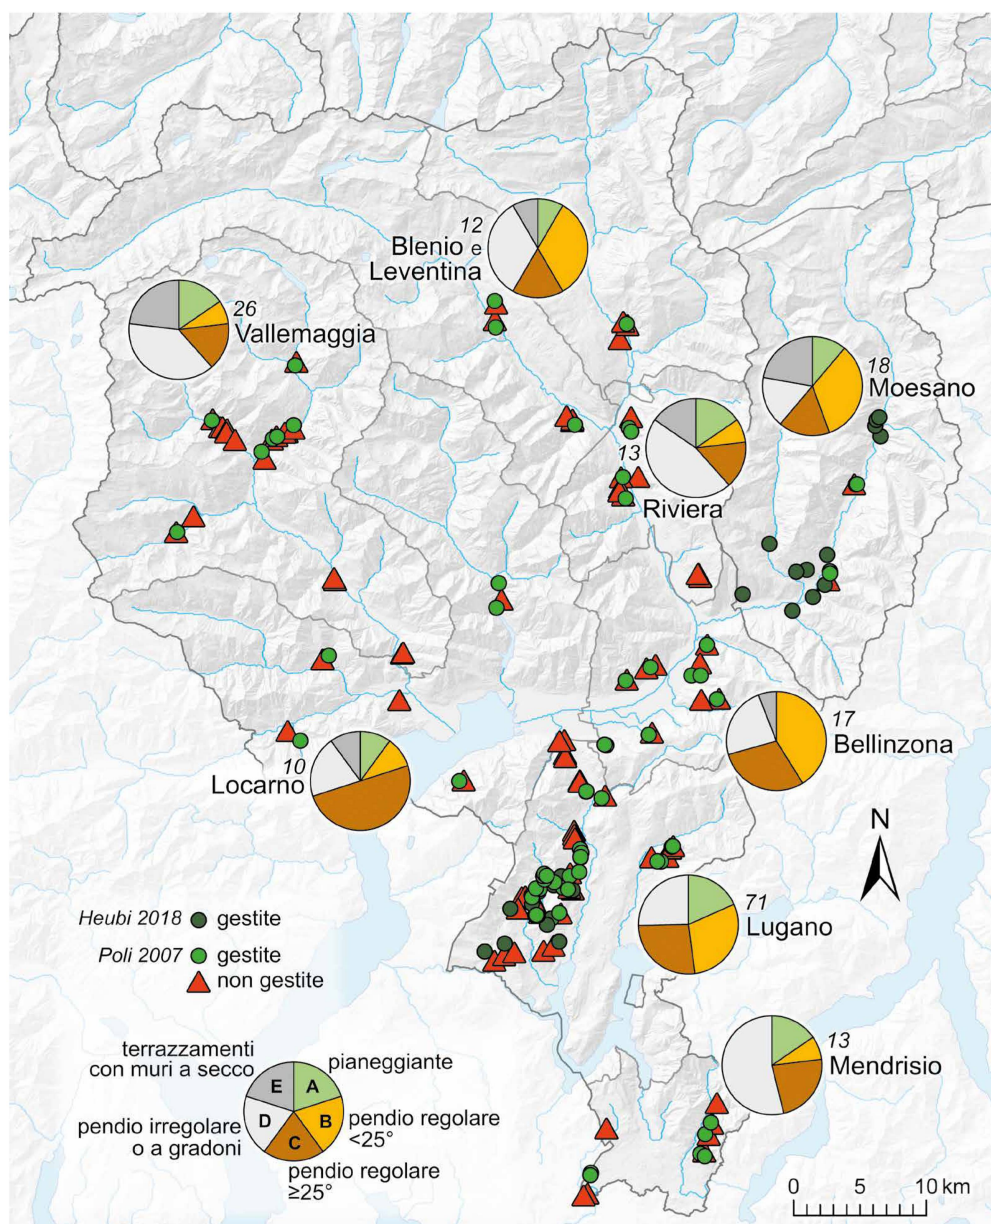 12
Blenio e
Leventina
26
Vallemaggia
18
Moesano
13
Riviera
17
Bellinzona
10
Locarno
N
71
Lugano
Heubi 2018 gestite
Poli 2007 gestite
non gestite
13
Mendrisio
terrazzamenti
con muri a secco
pianeggiante
E A
D B
C
pendio irregolare
o a gradoni
pendio regolare
<25°
pendio regolare
≥25°
0 5 10 km